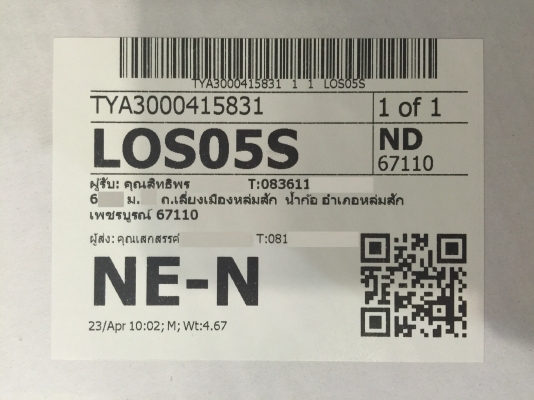 TYA3000415831 1 1 LOS05S
TYA3000415831 1 of 1
LOS05S ND
67110
ผู้รับ: คุณสิทธิพร T:083611
6 ม. ถ.เลี่ยงเมืองหล่มสัก น้ำก้อ อำเภอหล่มสัก
เพชรบูรณ์ 67110
ผู้ส่ง: คุณเสกสรรค์ T:081
NE-N
23/Apr 10:02; M; Wt:4.67